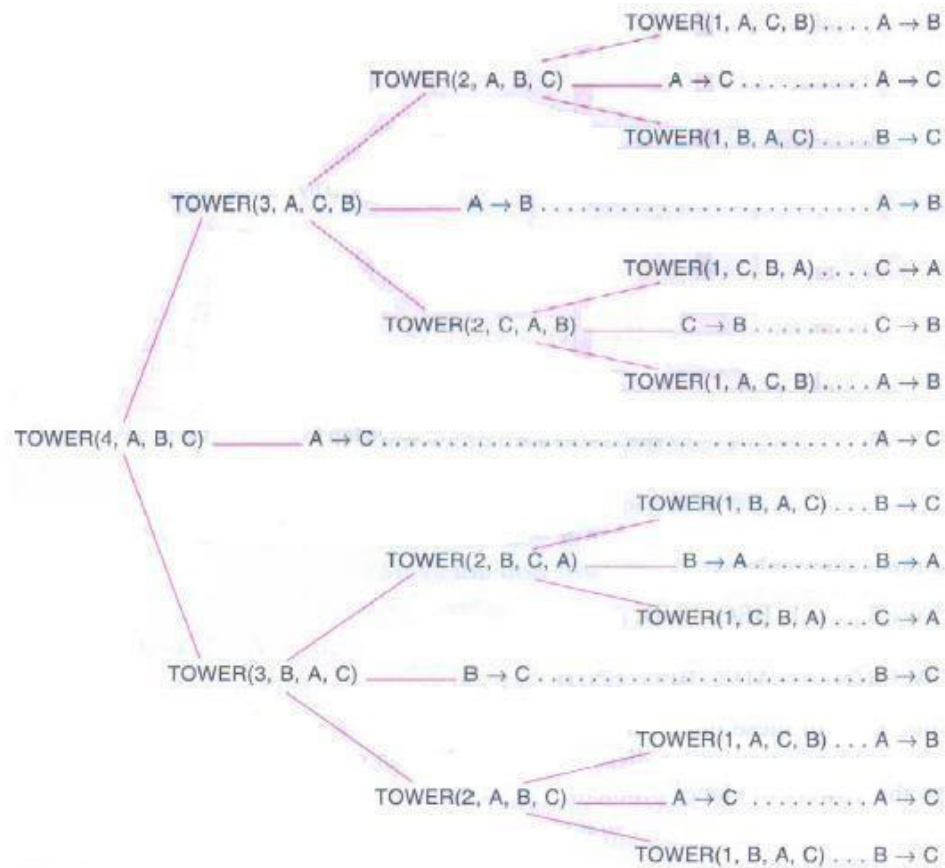 TOWER(1, A, C, B) . . . . A → B
TOWER(2, A, B, C) A → C . . . . . . . . . . A → C
TOWER(1, B, A, C) . . . . B → C
TOWER(3, A, C, B) A → B . . . . . . . . . . . . . . . . . . . . . . . . . A → B
TOWER(1, C, B, A) . . . . C → A
TOWER(2, C, A, B) C → B . . . . . . . . . C → B
TOWER(1, A, C, B) . . . . A → B
TOWER(4, A, B, C) A → C . . . . . . . . . . . . . . . . . . . . . . . . . . . . . . . . . . . . . A → C
TOWER(1, B, A, C) . . . B → C
TOWER(2, B, C, A) B → A . . . . . . . . . B → A
TOWER(1, C, B, A) . . . C → A
TOWER(3, B, A, C) B → C . . . . . . . . . . . . . . . . . . . . . . . . . B → C
TOWER(1, A, C, B) . . . A → B
TOWER(2, A, B, C) A → C . . . . . . . . . A → C
TOWER(1, B, A, C) . . . B → C